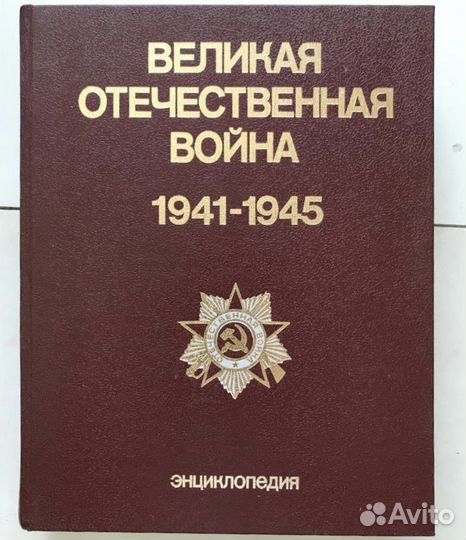 ВЕЛИКАЯ
ОТЕЧЕСТВЕННАЯ
ВОЙНА
1941-1945
ОТЕЧЕСТВЕННАЯ ВОЙНА
ЭНЦИКЛОПЕДИЯ
Avito